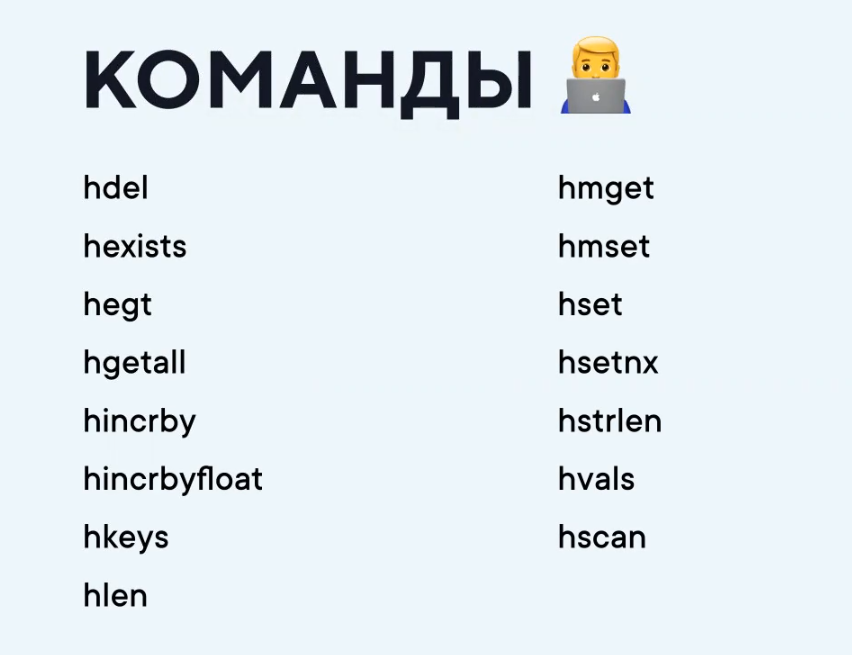 КОМАНДЫ
hdel
hexists
hegt
hgetall
hincrby
hincrbyfloat
hkeys
hlen
hmget
hmset
hset
hsetnx
hstrlen
hvals
hscan